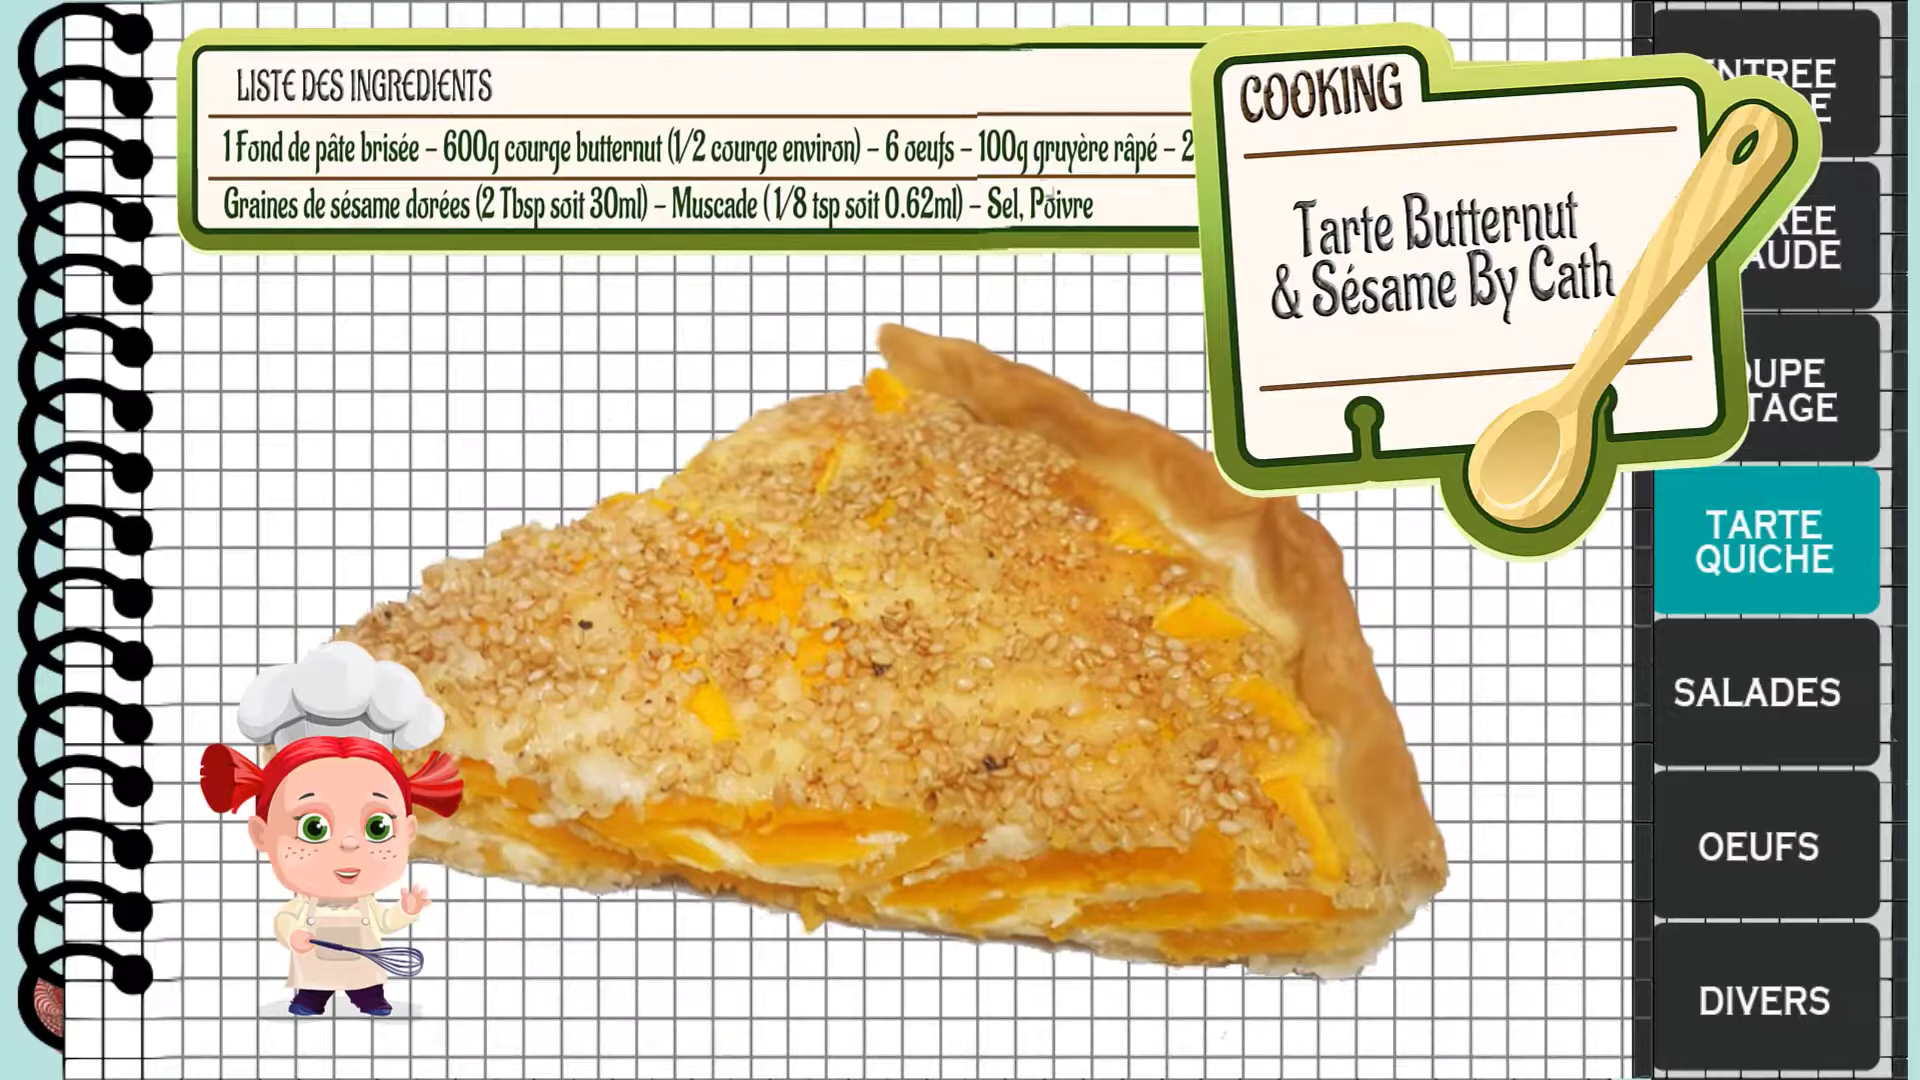 LISTE DES INGREDIENTS
1 Fond de pâte brisée – 600g courge butternut (1/2 courge environ) – 6 oeufs – 100g gruyère râpé – 2
Graines de sésame dorées (2 Tbsp soit 30ml) – Muscade (1/8 tsp soit 0.62ml) – Sel, Poivre
COOKING
Tarte Butternut
& Sésame By Cath
TARTE
QUICHE
SALADES
OEUFS
DIVERS